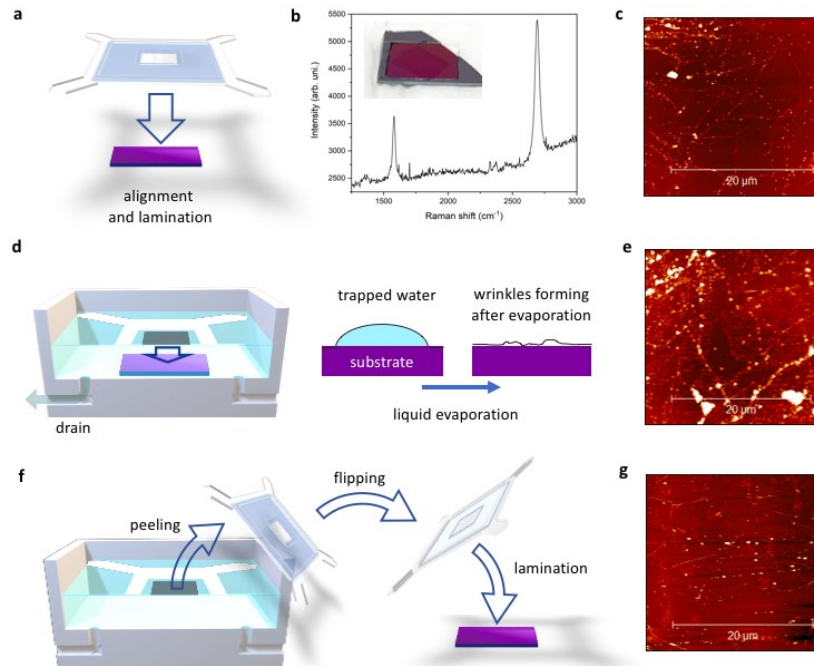 a
alignment
and lamination
b
Intensity (arb. uni.)
5500
5000
4500
4000
3500
3000
2500
1500
2000
2500
3000
Raman shift (cm⁻¹)
c
20 µm
d
drain
trapped water
substrate
wrinkles forming
after evaporation
liquid evaporation
e
20 µm
f
peeling
flipping
lamination
g
20 µm